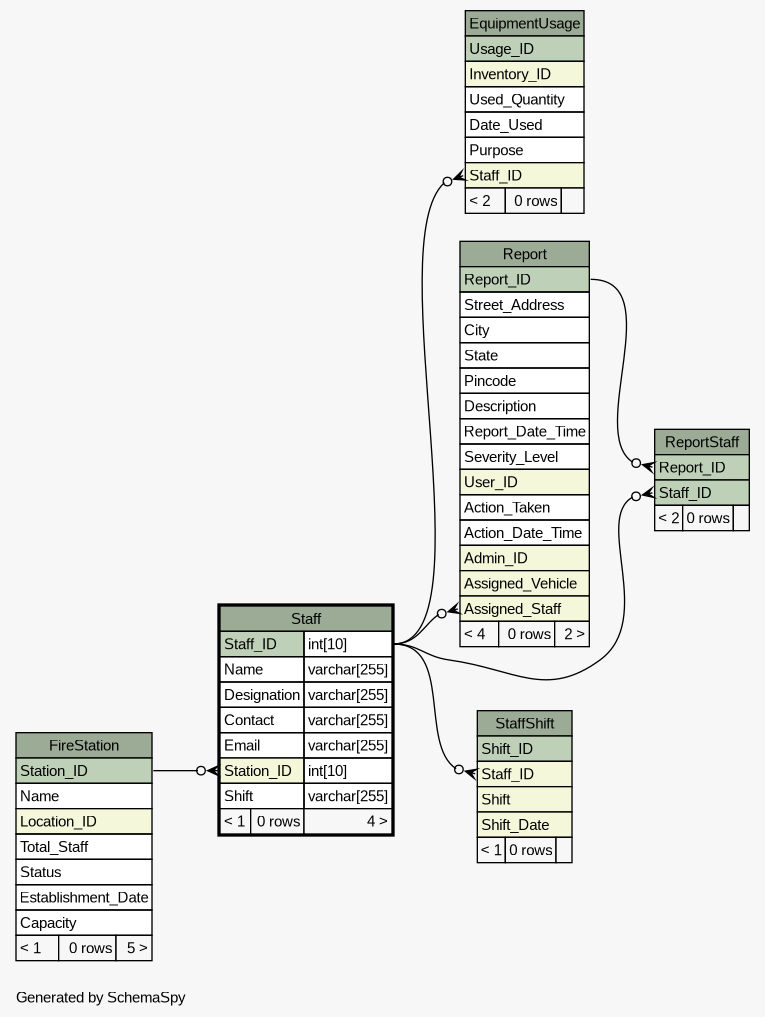 EquipmentUsage
Usage_ID
Inventory_ID
Used_Quantity
Date_Used
Purpose
Staff_ID
< 2 0 rows
Report
Report_ID
Street_Address
City
State
Pincode
Description
Report_Date_Time
Severity_Level
User_ID
Action_Taken
Action_Date_Time
Admin_ID
Assigned_Vehicle
Assigned_Staff
< 4 0 rows 2 >
ReportStaff
Report_ID
Staff_ID
< 2 0 rows
Staff
Staff_ID int[10]
Name varchar[255]
Designation varchar[255]
Contact varchar[255]
Email varchar[255]
Station_ID int[10]
Shift varchar[255]
< 1 0 rows 4 >
StaffShift
Shift_ID
Staff_ID
Shift
Shift_Date
< 1 0 rows
FireStation
Station_ID
Name
Location_ID
Total_Staff
Status
Establishment_Date
Capacity
< 1 0 rows 5 >
Generated by SchemaSpy